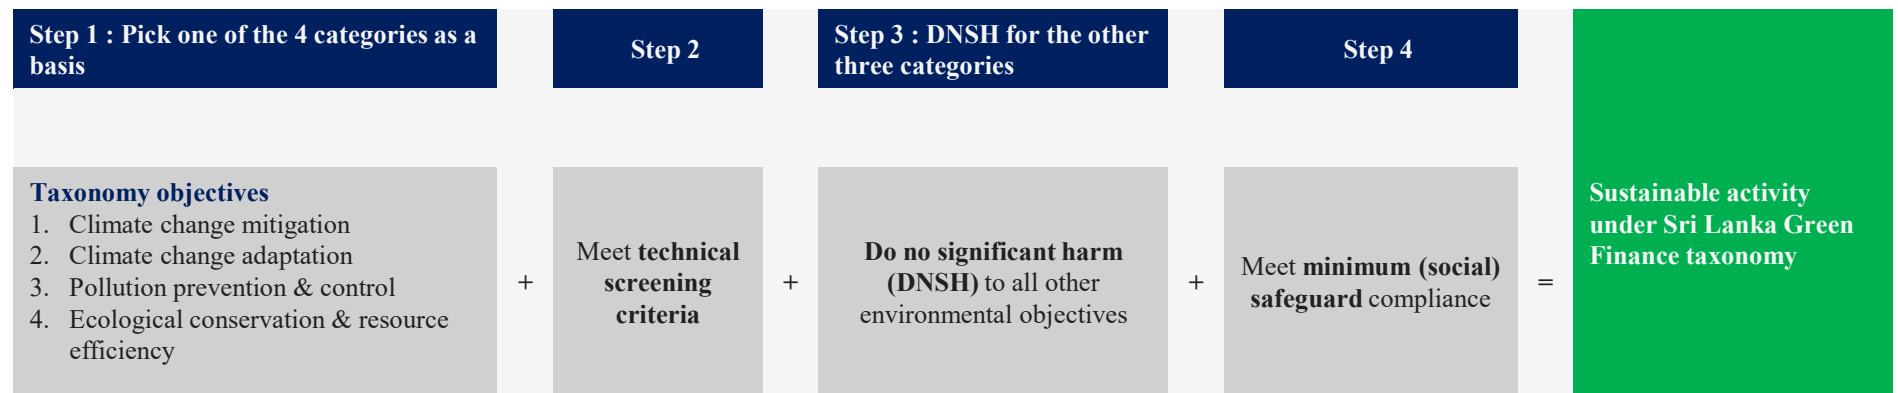 Step 1 : Pick one of the 4 categories as a
basis
Step 2
Step 3 : DNSH for the other
three categories
Step 4
Taxonomy objectives
1. Climate change mitigation
2. Climate change adaptation
3. Pollution prevention & control
4. Ecological conservation & resource
efficiency
+
Meet technical
screening
criteria
+
Do no significant harm
(DNSH) to all other
environmental objectives
+
Meet minimum (social)
safeguard compliance
=
Sustainable activity
under Sri Lanka Green
Finance taxonomy